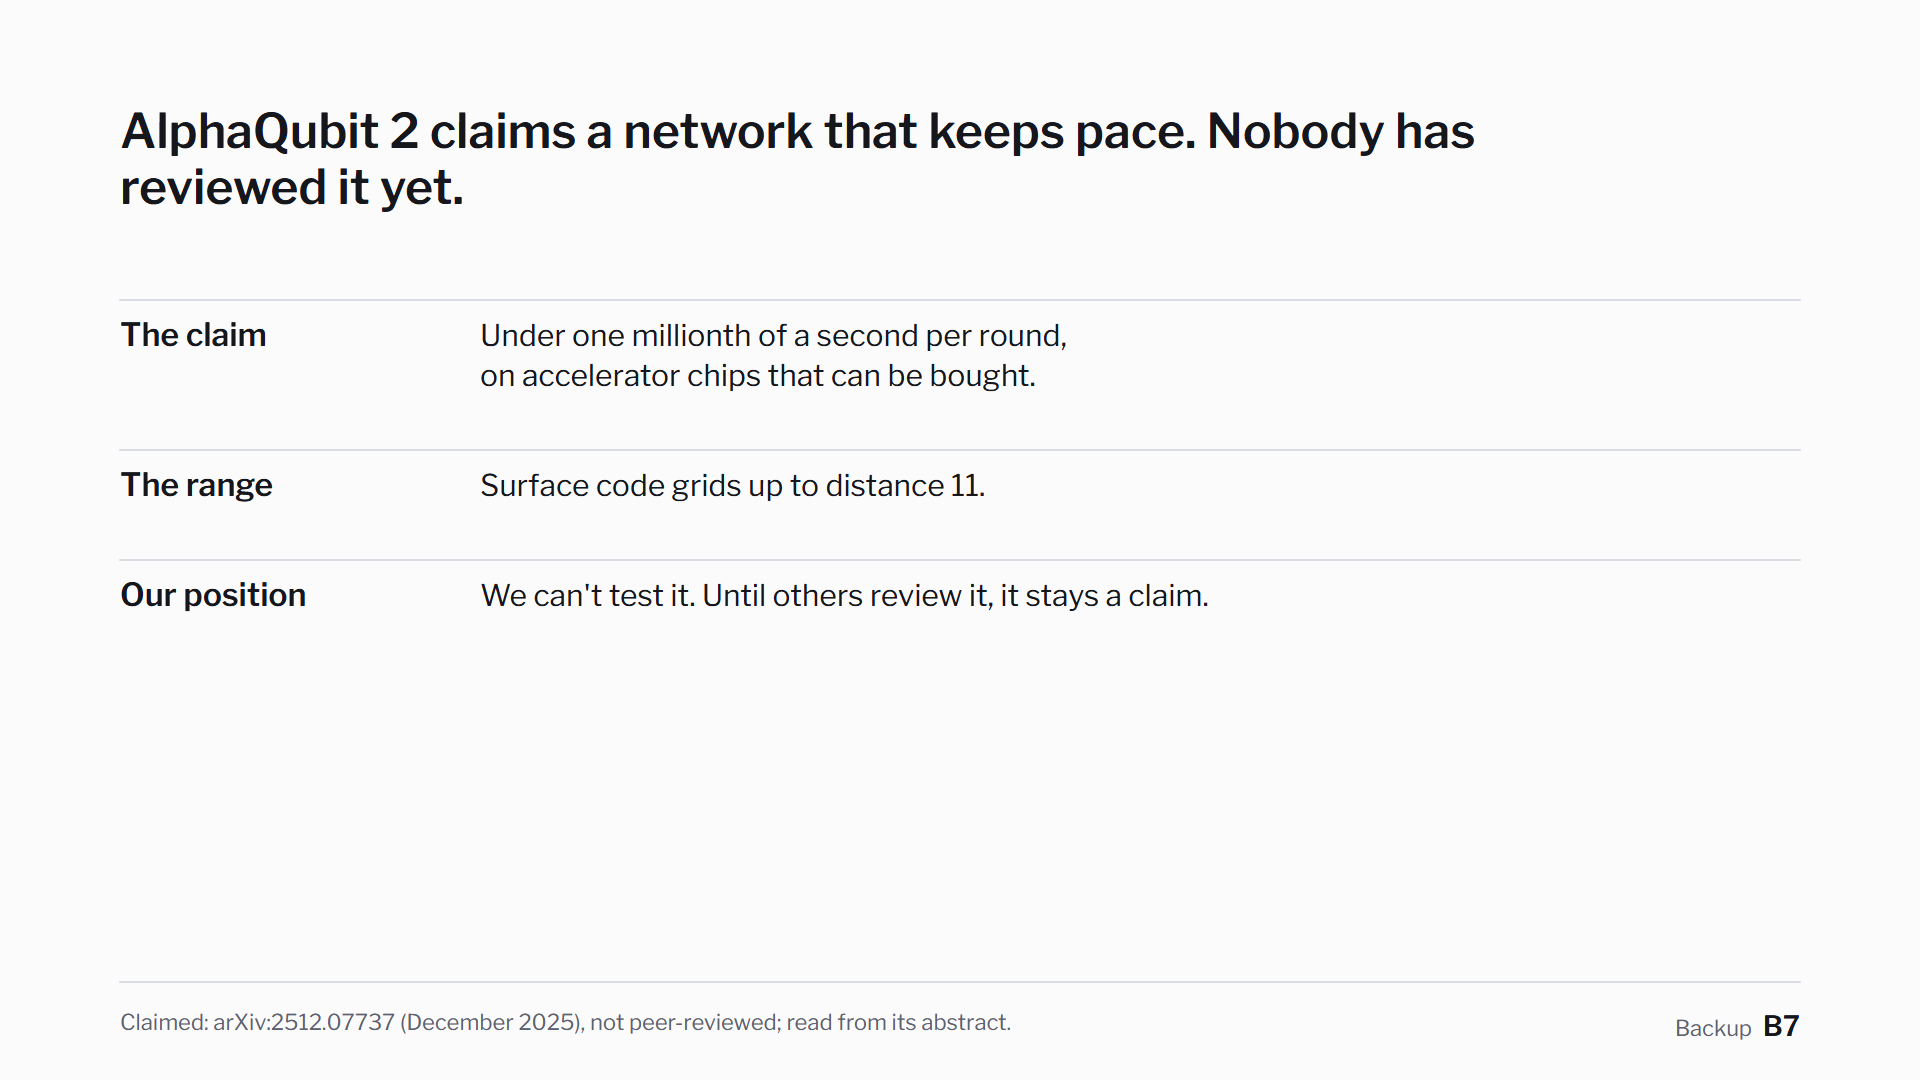 AlphaQubit 2 claims a network that keeps pace. Nobody has
reviewed it yet.
The claim
Under one millionth of a second per round,
on accelerator chips that can be bought.
The range
Surface code grids up to distance 11.
Our position
We can't test it. Until others review it, it stays a claim.
Claimed: arXiv:2512.07737 (December 2025), not peer-reviewed; read from its abstract.
Backup B7